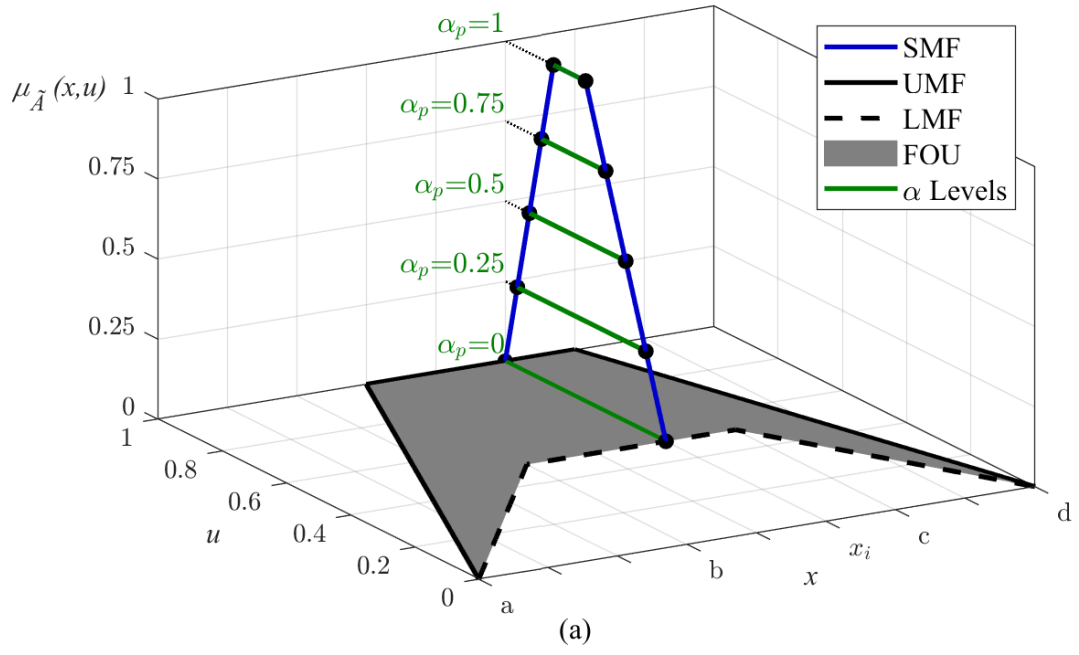 α_p=1
SMF
μ_Ã (x,u)
1
UMF
α_p=0.75
LMF
0.75
FOU
α_p=0.5
α Levels
0.5
α_p=0.25
0.25
α_p=0
0
1
0.8
0.6
0.4
0.2
0
u
a
b
x_i
c
d
x
(a)